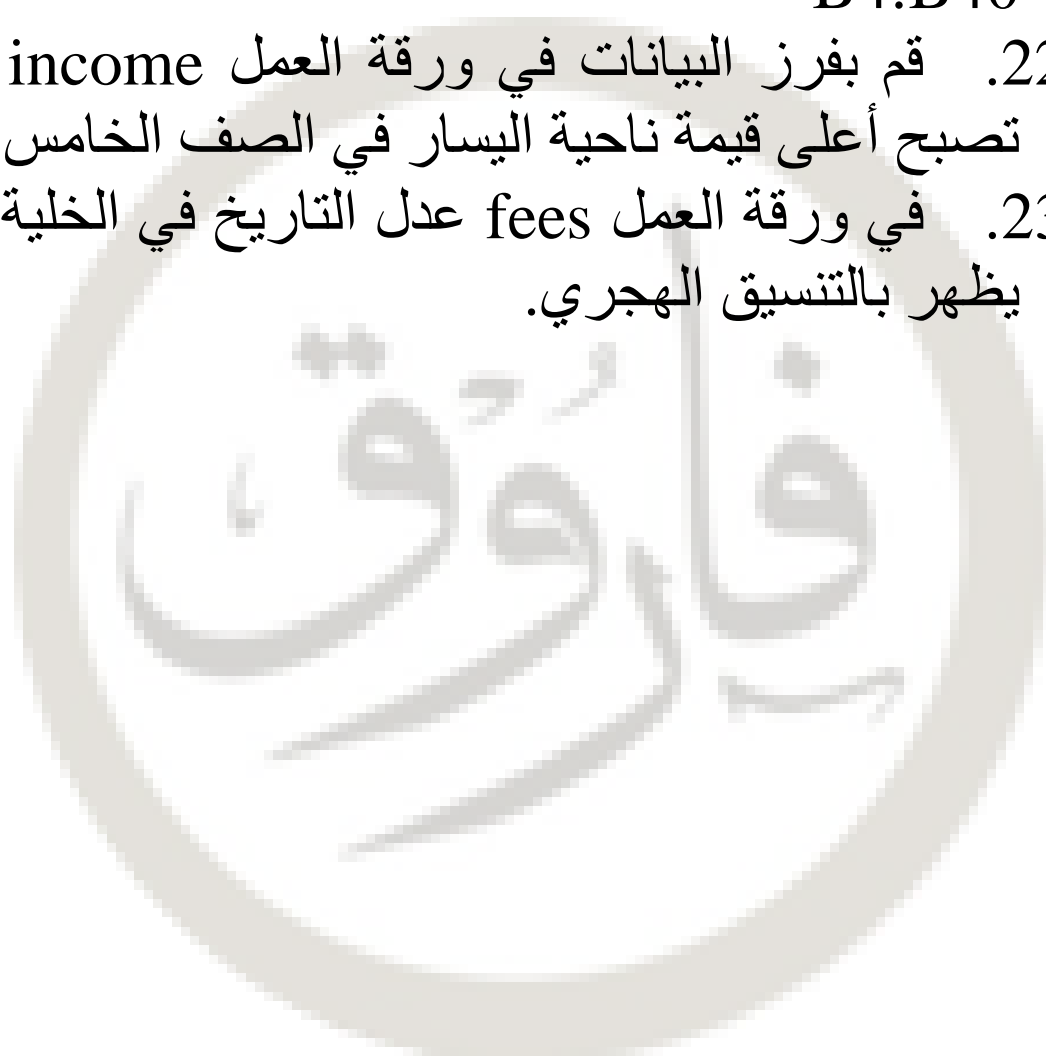 B4:B40
22. قم بفرز البيانات في ورقة العمل income
تصبح أعلى قيمة ناحية اليسار في الصف الخامس
23. في ورقة العمل fees عدل التاريخ في الخلية
يظهر بالتنسيق الهجري.
فاروق